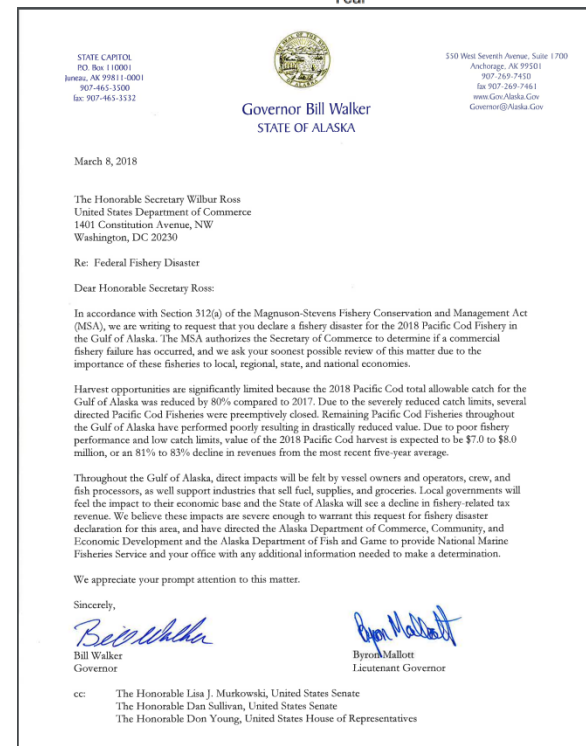 Year
STATE CAPITOL
P.O. Box 110001
Juneau, AK 99811-0001
907-465-3500
fax: 907-465-3532
550 West Seventh Avenue, Suite 1700
Anchorage, AK 99501
907-269-7450
fax 907-269-7461
www.Gov.Alaska.Gov
Governor@Alaska.Gov
Governor Bill Walker
STATE OF ALASKA
March 8, 2018
The Honorable Secretary Wilbur Ross
United States Department of Commerce
1401 Constitution Avenue, NW
Washington, DC 20230
Re: Federal Fishery Disaster
Dear Honorable Secretary Ross:
In accordance with Section 312(a) of the Magnuson-Stevens Fishery Conservation and Management Act
(MSA), we are writing to request that you declare a fishery disaster for the 2018 Pacific Cod Fishery in
the Gulf of Alaska. The MSA authorizes the Secretary of Commerce to determine if a commercial
fishery failure has occurred, and we ask your soonest possible review of this matter due to the
importance of these fisheries to local, regional, state, and national economies.
Harvest opportunities are significantly limited because the 2018 Pacific Cod total allowable catch for the
Gulf of Alaska was reduced by 80% compared to 2017. Due to the severely reduced catch limits, several
directed Pacific Cod Fisheries were preemptively closed. Remaining Pacific Cod Fisheries throughout
the Gulf of Alaska have performed poorly resulting in drastically reduced value. Due to poor fishery
performance and low catch limits, value of the 2018 Pacific Cod harvest is expected to be $7.0 to $8.0
million, or an 81% to 83% decline in revenues from the most recent five-year average.
Throughout the Gulf of Alaska, direct impacts will be felt by vessel owners and operators, crew, and
fish processors, as well support industries that sell fuel, supplies, and groceries. Local governments will
feel the impact to their economic base and the State of Alaska will see a decline in fishery-related tax
revenue. We believe these impacts are severe enough to warrant this request for fishery disaster
declaration for this area, and have directed the Alaska Department of Commerce, Community, and
Economic Development and the Alaska Department of Fish and Game to provide National Marine
Fisheries Service and your office with any additional information needed to make a determination.
We appreciate your prompt attention to this matter.
Sincerely,
Bill Walker
Byron Mallott
Bill Walker
Byron Mallott
Governor
Lieutenant Governor
cc: The Honorable Lisa J. Murkowski, United States Senate
The Honorable Dan Sullivan, United States Senate
The Honorable Don Young, United States House of Representatives